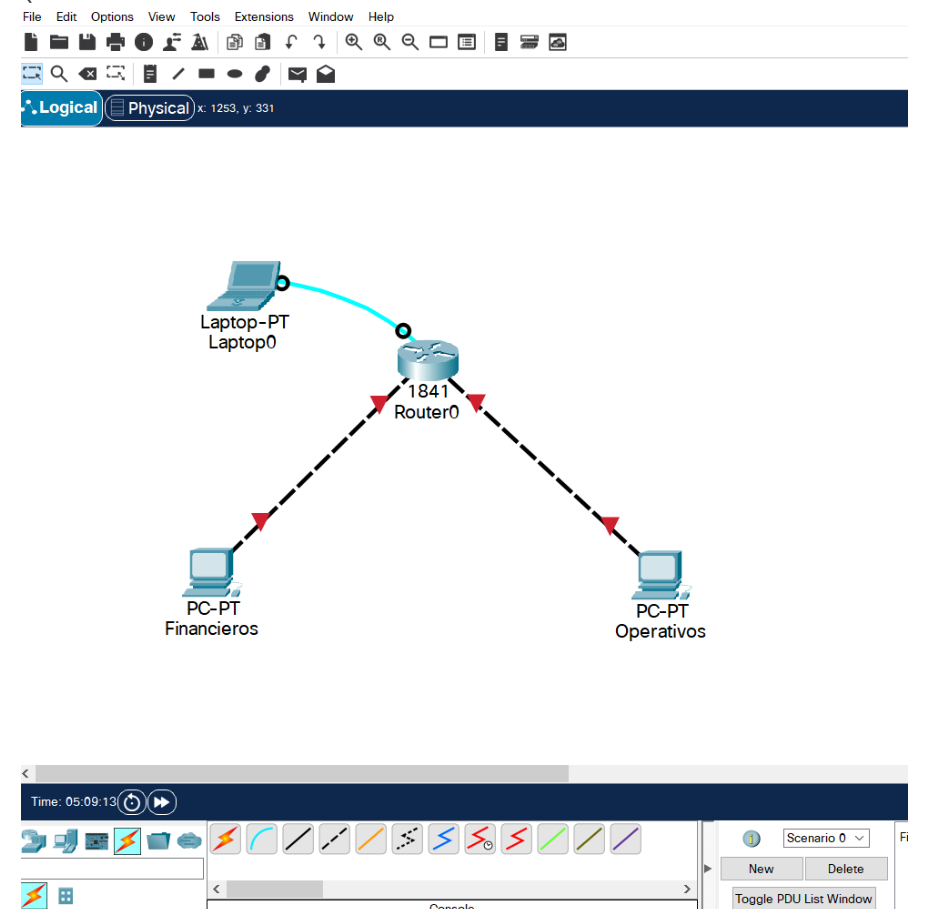 File Edit Options View Tools Extensions Window Help
Logical Physical x: 1253, y: 331
Laptop-PT
Laptop0
1841
Router0
PC-PT
Financieros
PC-PT
Operativos
Time: 05:09:13
Scenario 0
Fi
New Delete
Toggle PDU List Window